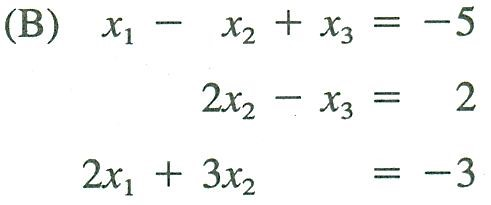 (B) x₁ − x₂ + x₃ = −5
2x₂ − x₃ = 2
2x₁ + 3x₂ = −3